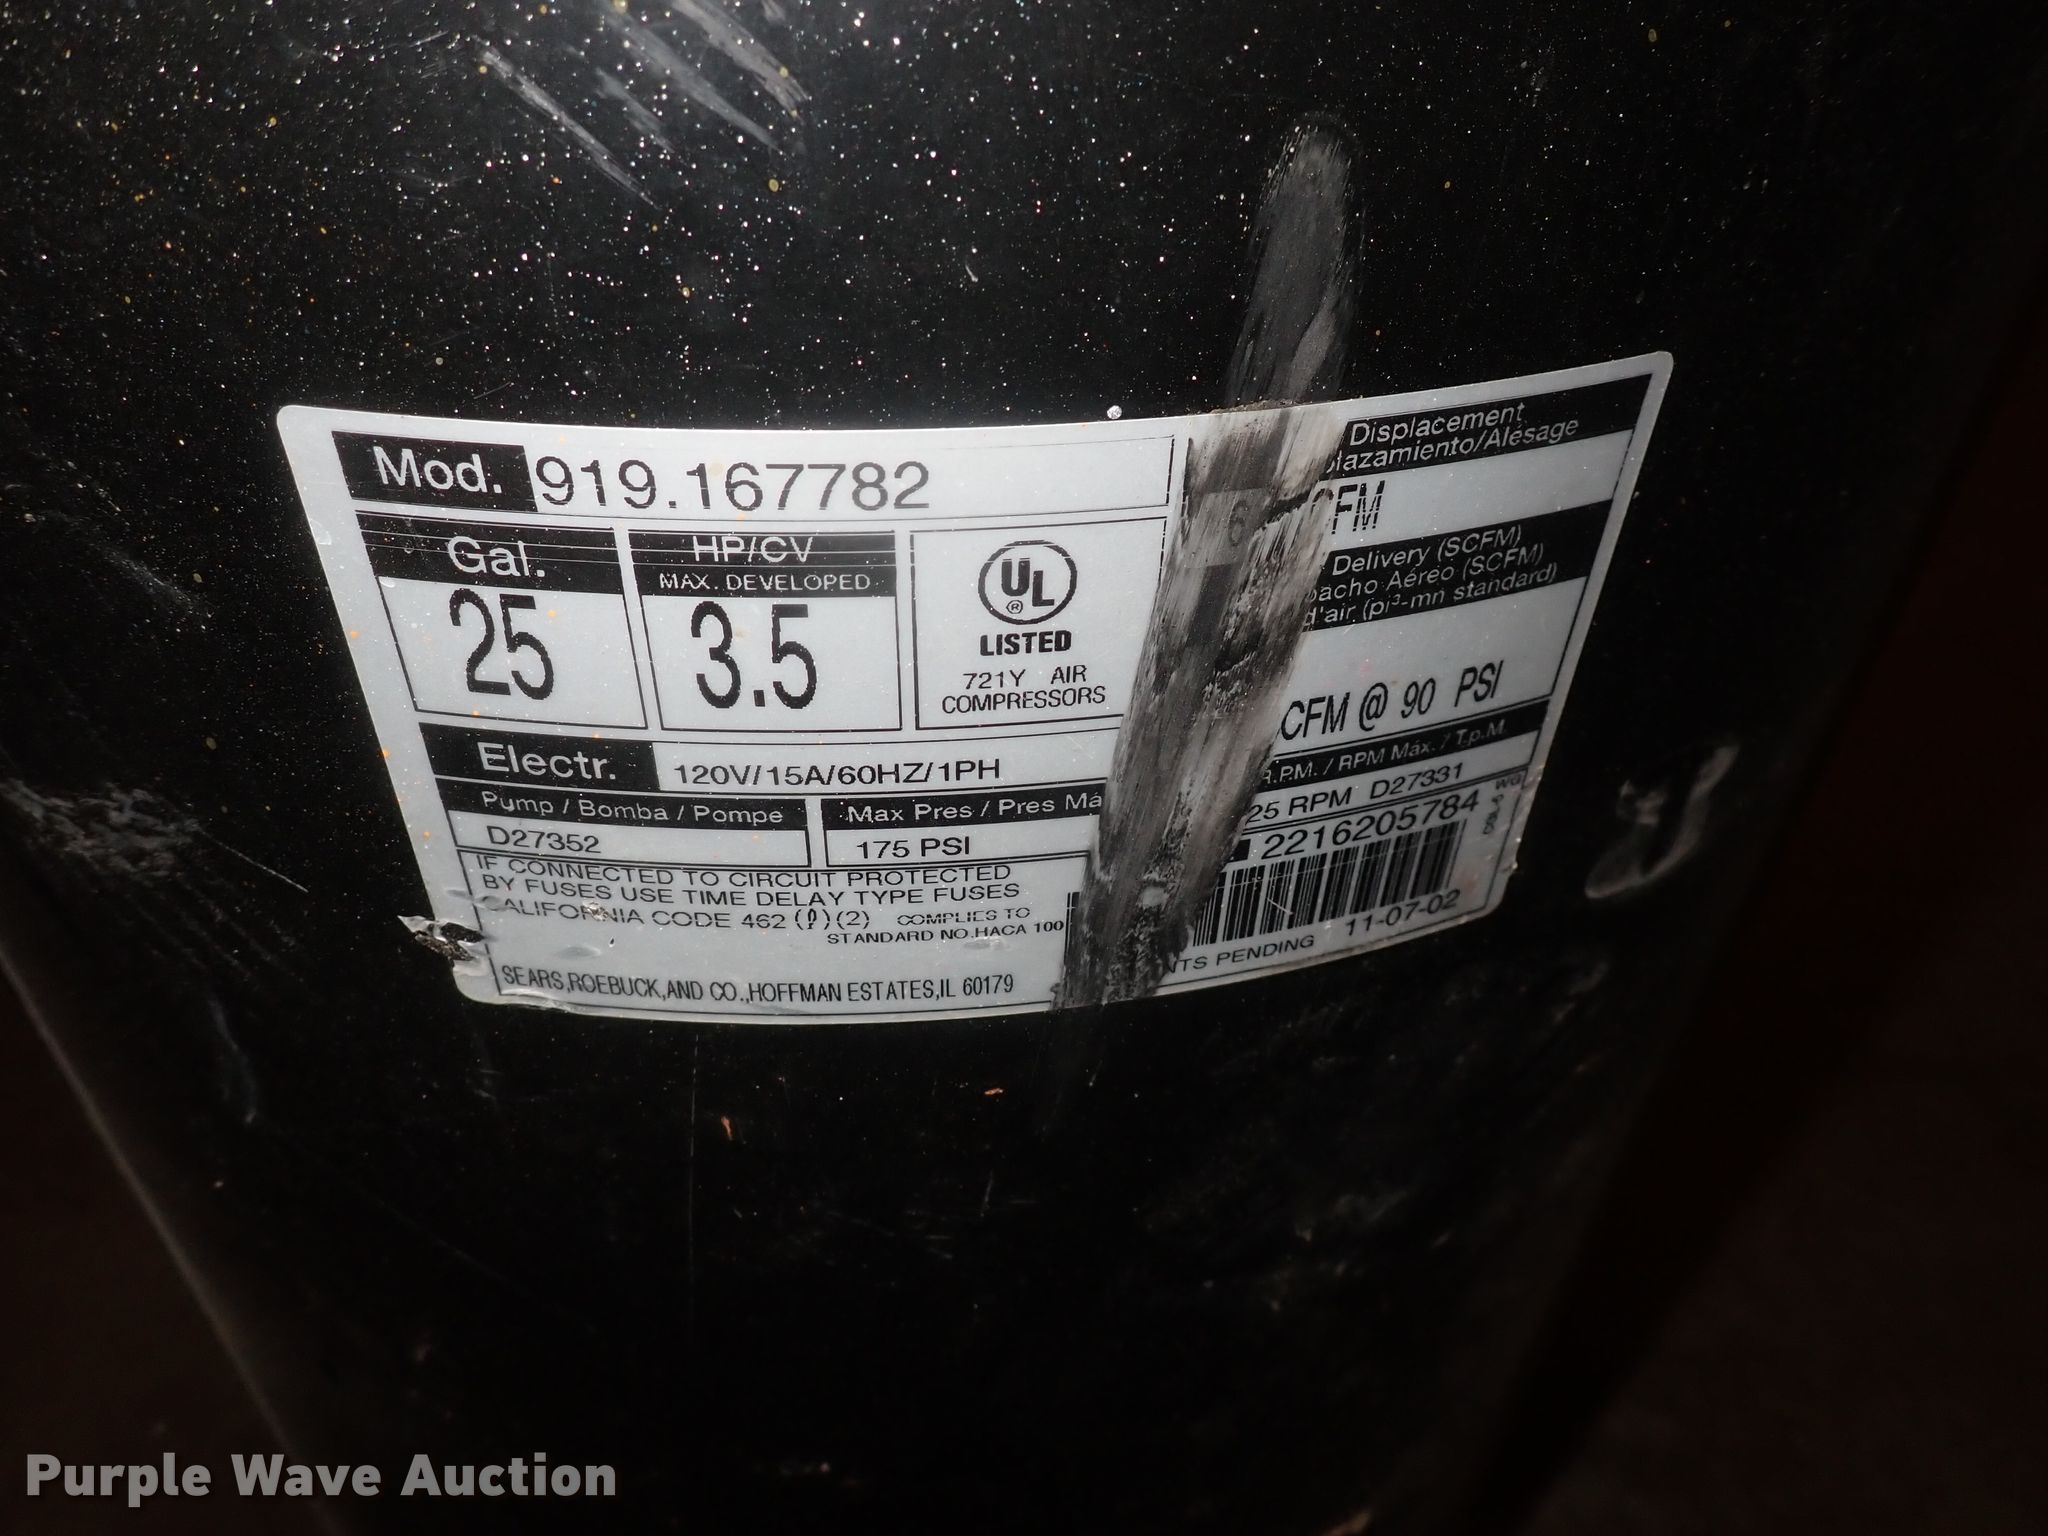 Mod. 919.167782
Gal.
25
HP/CV
MAX. DEVELOPED
3.5
UL
®
LISTED
721Y AIR
COMPRESSORS
Electr. 120V/15A/60HZ/1PH
Pump / Bomba / Pompe
D27352
Max Pres / Pres Má
175 PSI
IF CONNECTED TO CIRCUIT PROTECTED
BY FUSES USE TIME DELAY TYPE FUSES
CALIFORNIA CODE 462 (ℓ)(2) COMPLIES TO
STANDARD NO.HACA 100
SEARS,ROEBUCK,AND CO.,HOFFMAN ESTATES,IL 60179
Displacement
lazamiento/Alésage
CFM
Delivery (SCFM)
pacho Aéreo (SCFM)
d'air (pi³-mn standard)
CFM @ 90 PSI
R.P.M. / RPM Máx. / T.p.M.
25 RPM D27331
2216205784
NTS PENDING 11-07-02
Purple Wave Auction